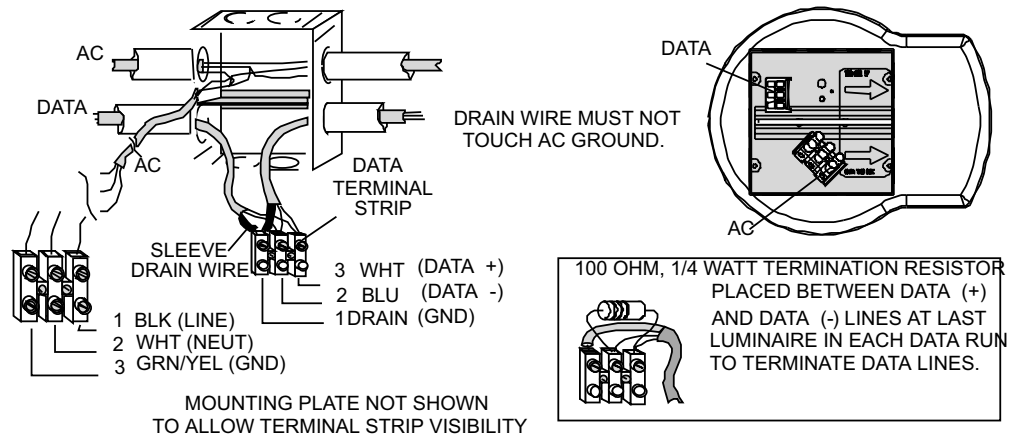 AC
DATA
AC
DATA
TERMINAL
STRIP
SLEEVE
DRAIN WIRE
3 WHT (DATA +)
2 BLU (DATA -)
1DRAIN (GND)
1 BLK (LINE)
2 WHT (NEUT)
3 GRN/YEL (GND)
MOUNTING PLATE NOT SHOWN
TO ALLOW TERMINAL STRIP VISIBILITY
DRAIN WIRE MUST NOT
TOUCH AC GROUND.
DATA
AC
100 OHM, 1/4 WATT TERMINATION RESISTOR
PLACED BETWEEN DATA (+)
AND DATA (-) LINES AT LAST
LUMINAIRE IN EACH DATA RUN
TO TERMINATE DATA LINES.